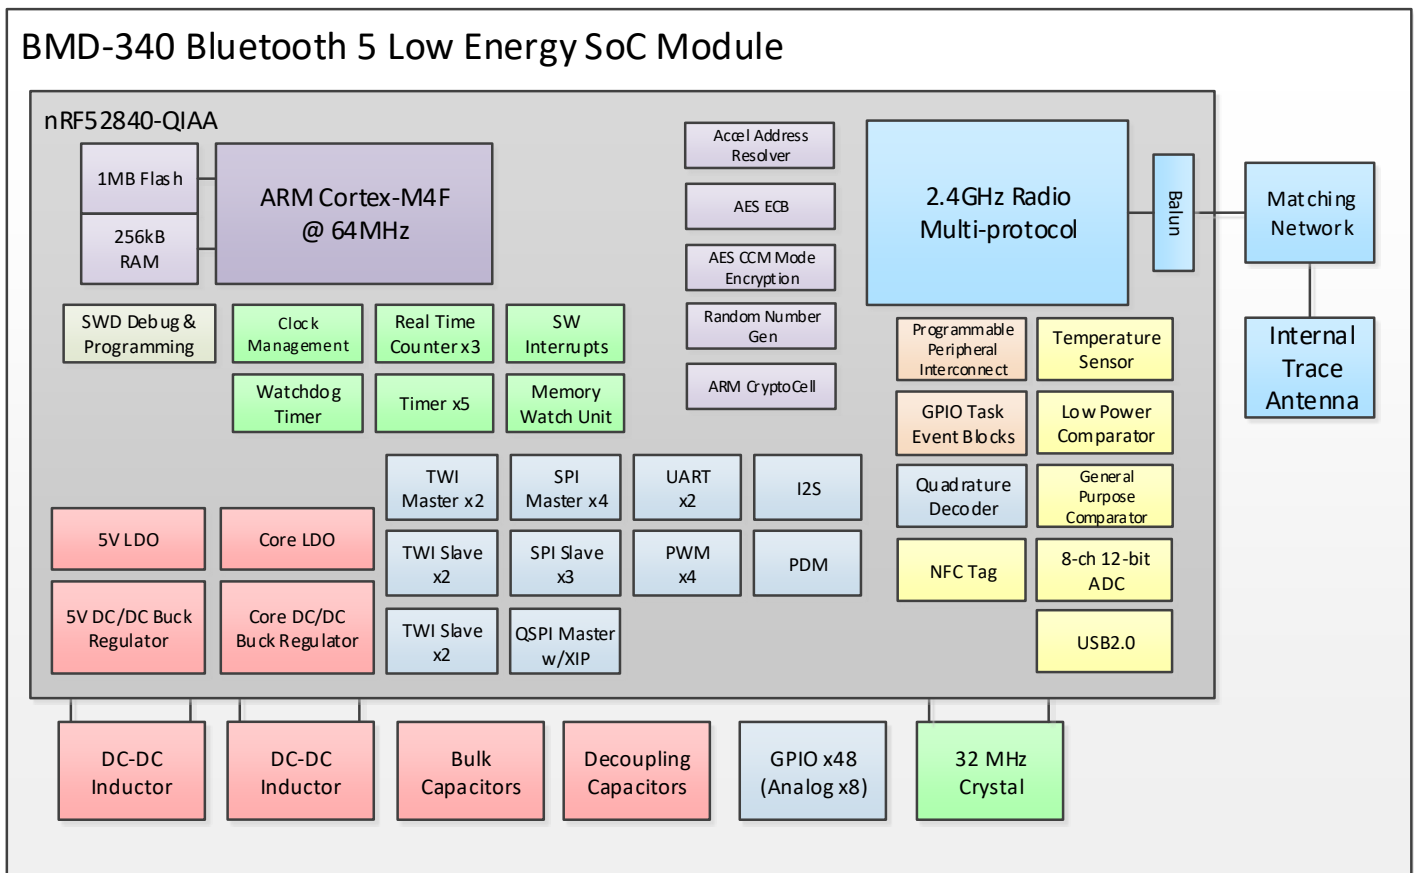 BMD-340 Bluetooth 5 Low Energy SoC Module
nRF52840-QIAA
1MB Flash
256kB
RAM
ARM Cortex-M4F
@ 64MHz
Accel Address
Resolver
AES ECB
AES CCM Mode
Encryption
Random Number
Gen
ARM CryptoCell
2.4GHz Radio
Multi-protocol
Balun
Matching
Network
Internal
Trace
Antenna
SWD Debug &
Programming
Clock
Management
Real Time
Counter x3
SW
Interrupts
Watchdog
Timer
Timer x5
Memory
Watch Unit
Programmable
Peripheral
Interconnect
Temperature
Sensor
GPIO Task
Event Blocks
Low Power
Comparator
Quadrature
Decoder
General
Purpose
Comparator
NFC Tag
8-ch 12-bit
ADC
USB2.0
TWI
Master x2
SPI
Master x4
UART
x2
I2S
TWI Slave
x2
SPI Slave
x3
PWM
x4
PDM
TWI Slave
x2
QSPI Master
w/XIP
5V LDO
Core LDO
5V DC/DC Buck
Regulator
Core DC/DC
Buck Regulator
DC-DC
Inductor
DC-DC
Inductor
Bulk
Capacitors
Decoupling
Capacitors
GPIO x48
(Analog x8)
32 MHz
Crystal